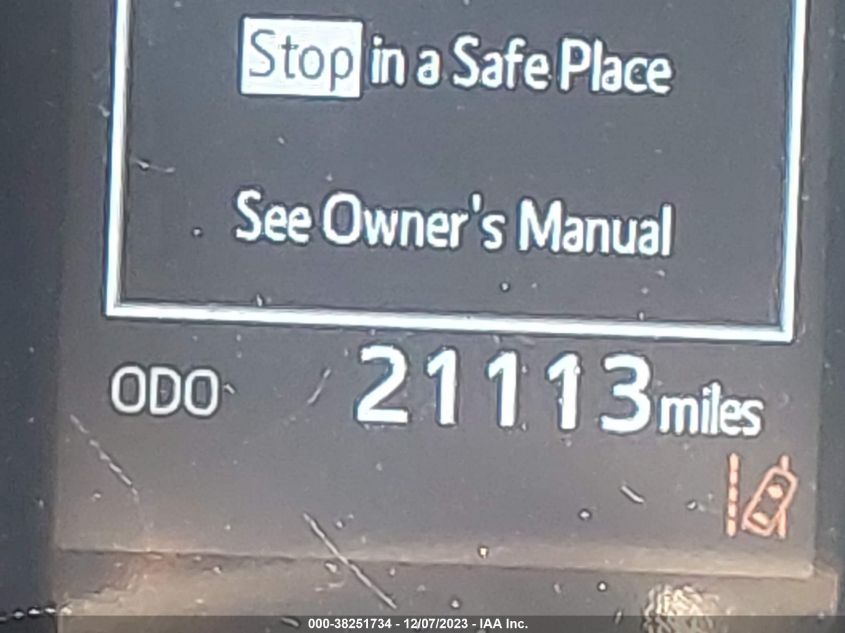 Stop in a Safe Place
See Owner's Manual
ODO 21113 miles
000-38251734 - 12/07/2023 - IAA Inc.